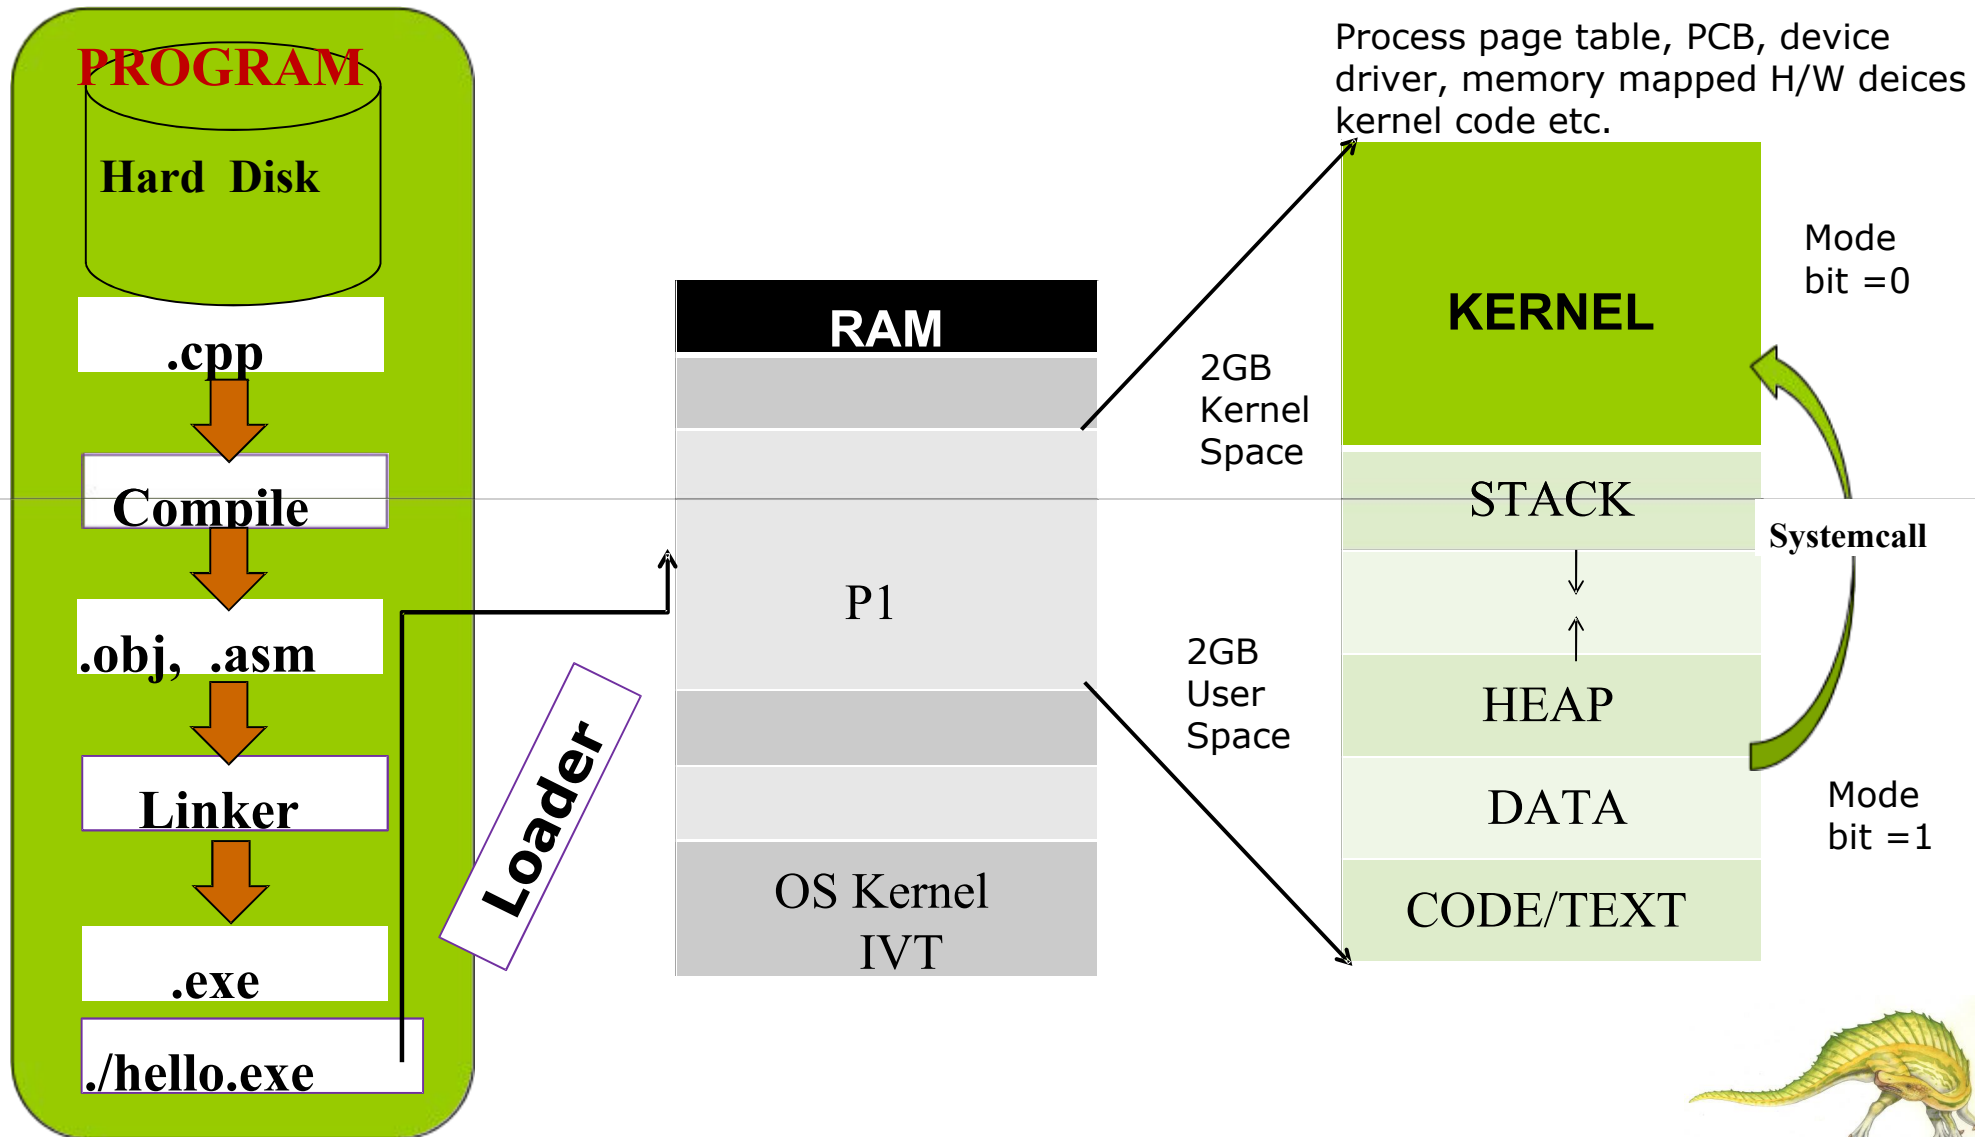 PROGRAM
Hard Disk
.cpp
Compile
.obj, .asm
Linker
.exe
./hello.exe
Loader
RAM
P1
OS Kernel
IVT
Process page table, PCB, device
driver, memory mapped H/W deices
kernel code etc.
2GB
Kernel
Space
2GB
User
Space
KERNEL
STACK
HEAP
DATA
CODE/TEXT
Mode
bit =0
Systemcall
Mode
bit =1